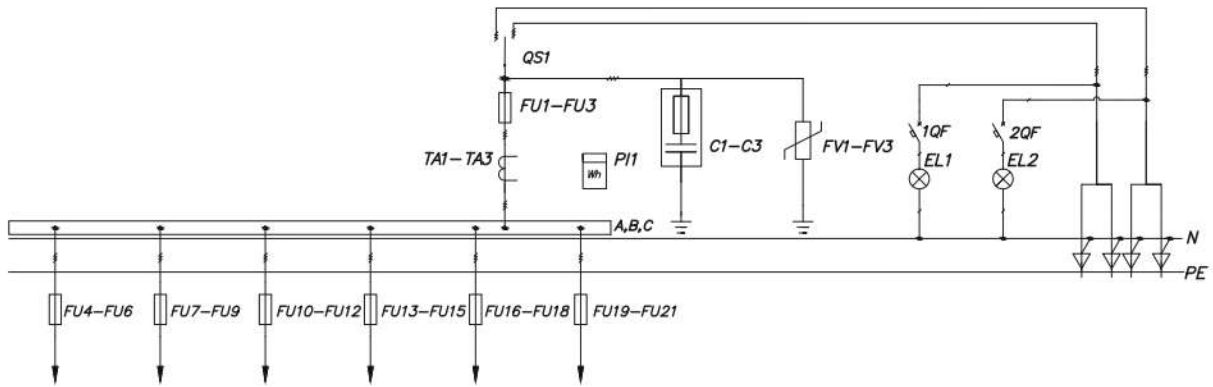 QS1
FU1-FU3
TA1-TA3
PI1
Wh
C1-C3
FV1-FV3
1QF
2QF
EL1
EL2
A,B,C
N
PE
FU4-FU6
FU7-FU9
FU10-FU12
FU13-FU15
FU16-FU18
FU19-FU21